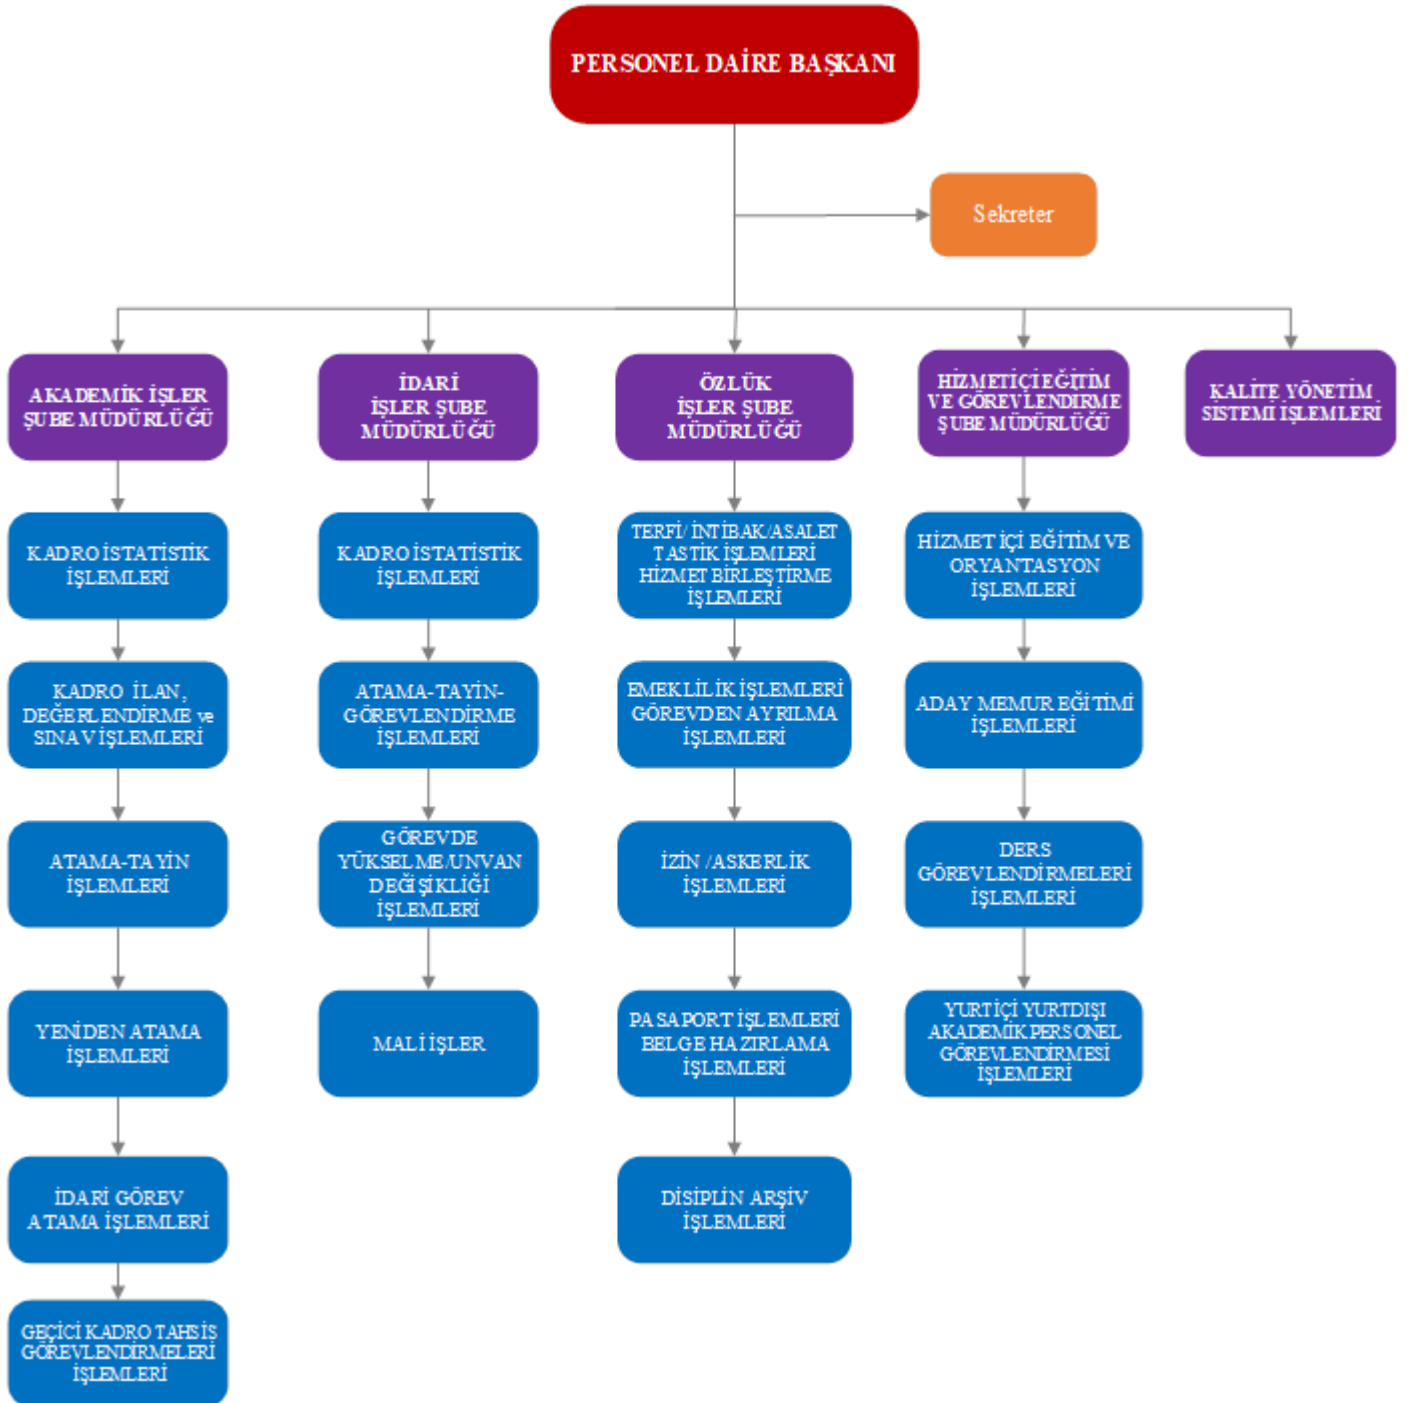 PERSONEL DAİRE BAŞKANI
Sekreter
AKADEMİK İŞLER
ŞUBE MÜDÜRLÜĞÜ
KADRO İSTATİSTİK
İŞLEMLERİ
KADRO İLAN,
DEĞERLENDİRME ve
SINAV İŞLEMLERİ
ATAMA-TAYİN
İŞLEMLERİ
YENİDEN ATAMA
İŞLEMLERİ
İDARİ GÖREV
ATAMA İŞLEMLERİ
GEÇİCİ KADRO TAHSİS
GÖREVLENDİRMELERİ
İŞLEMLERİ
İDARİ
İŞLER ŞUBE
MÜDÜRLÜĞÜ
KADRO İSTATİSTİK
İŞLEMLERİ
ATAMA-TAYİN-
GÖREVLENDİRME
İŞLEMLERİ
GÖREVDE
YÜKSELME/UNVAN
DEĞİŞİKLİĞİ
İŞLEMLERİ
MALİ İŞLER
ÖZLÜK
İŞLER ŞUBE
MÜDÜRLÜĞÜ
TERFİ/ İNTİBAK/ASALET
TASTİK İŞLEMLERİ
HİZMET BİRLEŞTİRME
İŞLEMLERİ
EMEKLİLİK İŞLEMLERİ
GÖREVDEN AYRILMA
İŞLEMLERİ
İZİN /ASKERLİK
İŞLEMLERİ
PASAPORT İŞLEMLERİ
BELGE HAZIRLAMA
İŞLEMLERİ
DİSİPLİN ARŞİV
İŞLEMLERİ
HİZMETİÇİ EĞİTİM
VE GÖREVLENDİRME
ŞUBE MÜDÜRLÜĞÜ
HİZMET İÇİ EĞİTİM VE
ORYANTASYON
İŞLEMLERİ
ADAY MEMUR EĞİTİMİ
İŞLEMLERİ
DERS
GÖREVLENDİRMELERİ
İŞLEMLERİ
YURTİÇİ YURTDIŞI
AKADEMİK PERSONEL
GÖREVLENDİRMESİ
İŞLEMLERİ
KALİTE YÖNETİM
SİSTEMİ İŞLEMLERİ